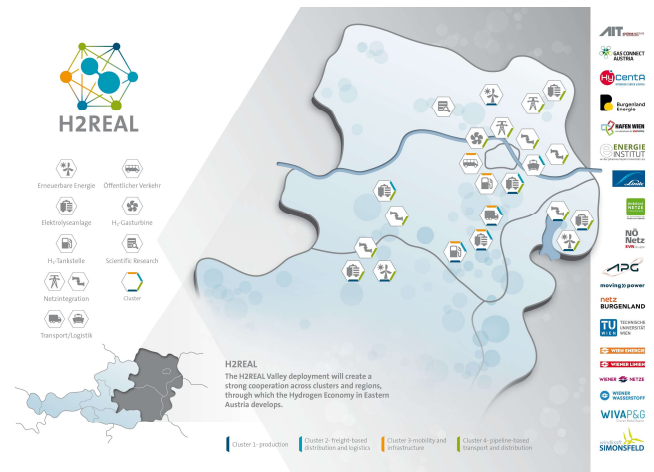 H2REAL
Erneuerbare Energie
Öffentlicher Verkehr
Elektrolyseanlage
H₂-Gasturbine
H₂-Tankstelle
Scientific Research
Netzintegration
Cluster
Transport/Logistik
H2REAL
The H2REAL Valley deployment will create a
strong cooperation across clusters and regions,
through which the Hydrogen Economy in Eastern
Austria develops.
Cluster 1- production
Cluster 2- freight-based
distribution and logistics
Cluster 3-mobility and
infrastructure
Cluster 4- pipeline-based
transport and distribution
AIT
GAS CONNECT
AUSTRIA
HyCentA
Burgenland
Energie
HAFEN WIEN
ENERGIE
INSTITUT
Linde
NÖ
Netz
EVN
APG
moving power
netz
BURGENLAND
TU
WIEN
TECHNISCHE
UNIVERSITÄT
WIEN
WIEN ENERGIE
WIENER LINIEN
WIENER NETZE
WIENER
WASSERSTOFF
WIVAP&G
SIMONSFELD